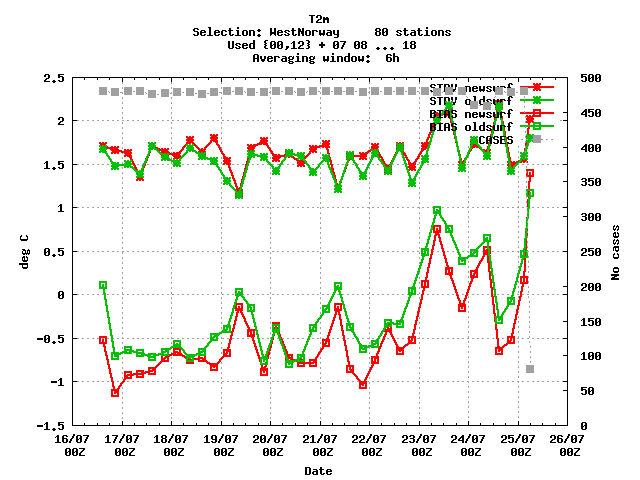 T2m
Selection: WestNorway 80 stations
Used {00,12} + 07 08 ... 18
Averaging window: 6h
STDV newsurf
STDV oldsurf
BIAS newsurf
BIAS oldsurf
CASES
deg C
2.5
2
1.5
1
0.5
0
-0.5
-1
-1.5
No cases
500
450
400
350
300
250
200
150
100
50
0
16/07 17/07 18/07 19/07 20/07 21/07 22/07 23/07 24/07 25/07 26/07
00Z 00Z 00Z 00Z 00Z 00Z 00Z 00Z 00Z 00Z 00Z
Date